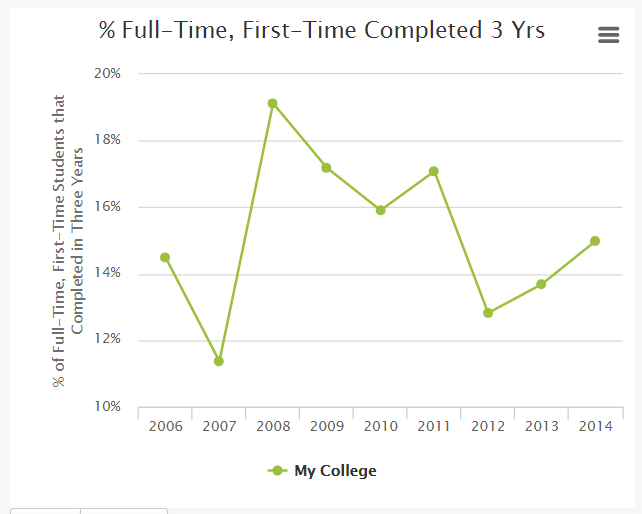 % Full-Time, First-Time Completed 3 Yrs
% of Full-Time, First-Time Students that
Completed in Three Years
20%
18%
16%
14%
12%
10%
2006 2007 2008 2009 2010 2011 2012 2013 2014
My College